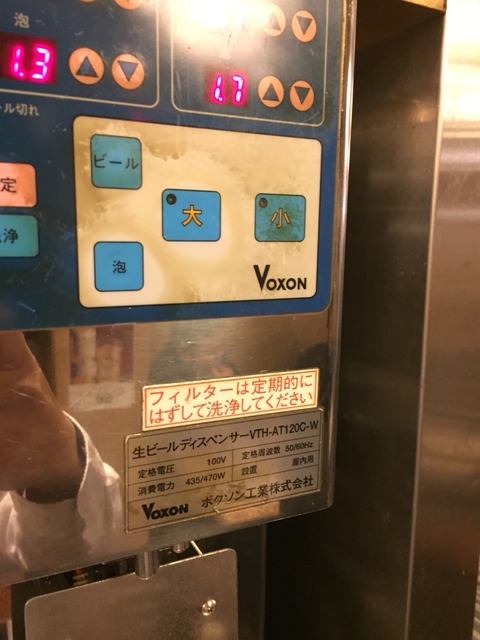 泡
1.3
1.7
ル切れ
定
浄
ビール
大
小
泡
VOXON
フィルターは定期的に
はずして洗浄してください
生ビールディスペンサーVTH-AT120C-W
定格電圧 100V 定格周波数 50/60Hz
消費電力 435/470W 設置 屋内用
VOXON ボクソン工業株式会社